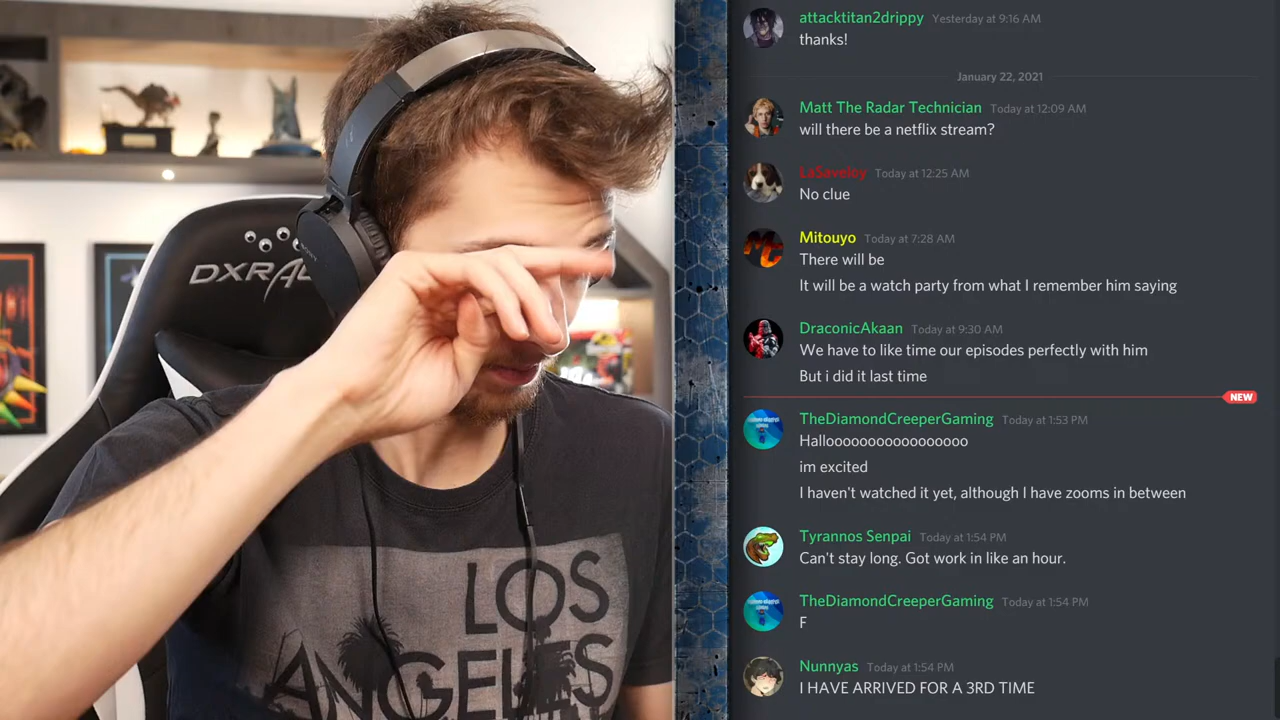 DXRAC
LOS
ANGELES
attacktitan2drippy Yesterday at 9:16 AM
thanks!
January 22, 2021
Matt The Radar Technician Today at 12:09 AM
will there be a netflix stream?
LaSaveloy Today at 12:25 AM
No clue
Mitouyo Today at 7:28 AM
There will be
It will be a watch party from what I remember him saying
DraconicAkaan Today at 9:30 AM
We have to like time our episodes perfectly with him
But i did it last time
NEW
TheDiamondCreeperGaming Today at 1:53 PM
Halloooooooooooooooooo
im excited
I haven't watched it yet, although I have zooms in between
Tyrannos Senpai Today at 1:54 PM
Can't stay long. Got work in like an hour.
TheDiamondCreeperGaming Today at 1:54 PM
F
Nunnyas Today at 1:54 PM
I HAVE ARRIVED FOR A 3RD TIME